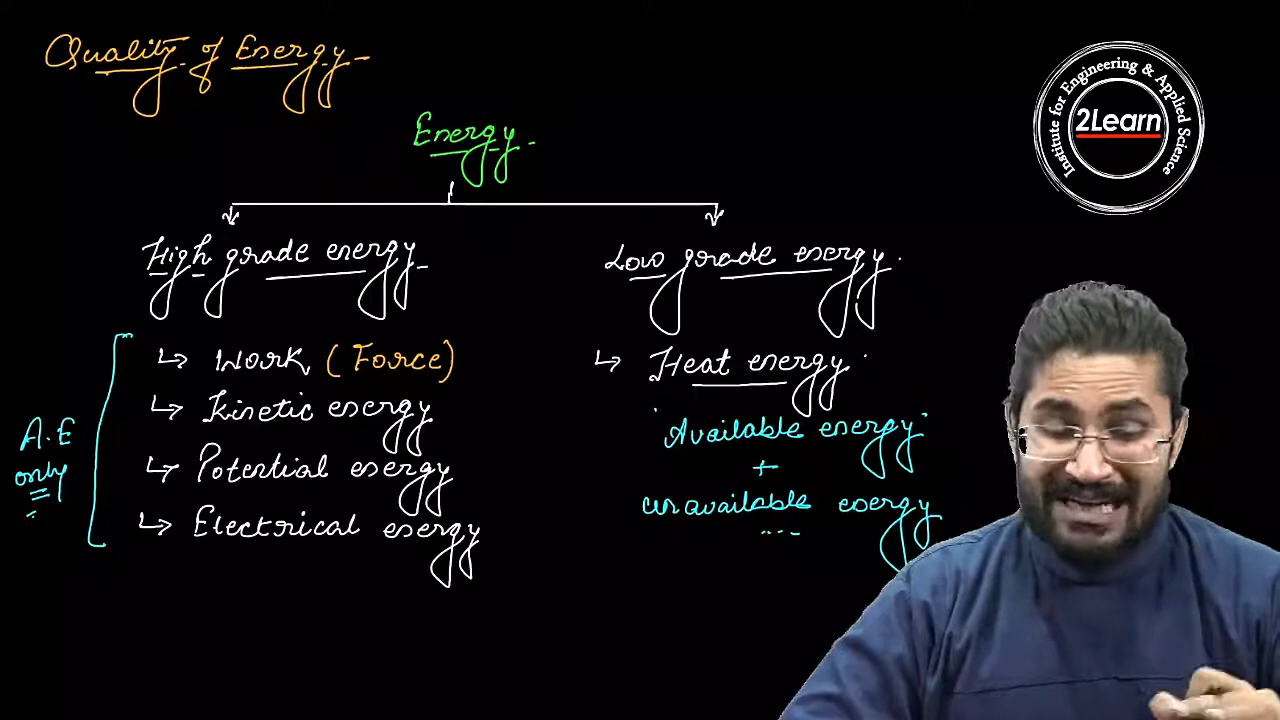 Quality of Energy
Energy
High grade energy
Low grade energy
Work (Force)
Kinetic energy
Potential energy
Electrical energy
A.E
only
Heat energy
"Available energy"
+
unavailable energy
Institute for Engineering & Applied Science
2Learn